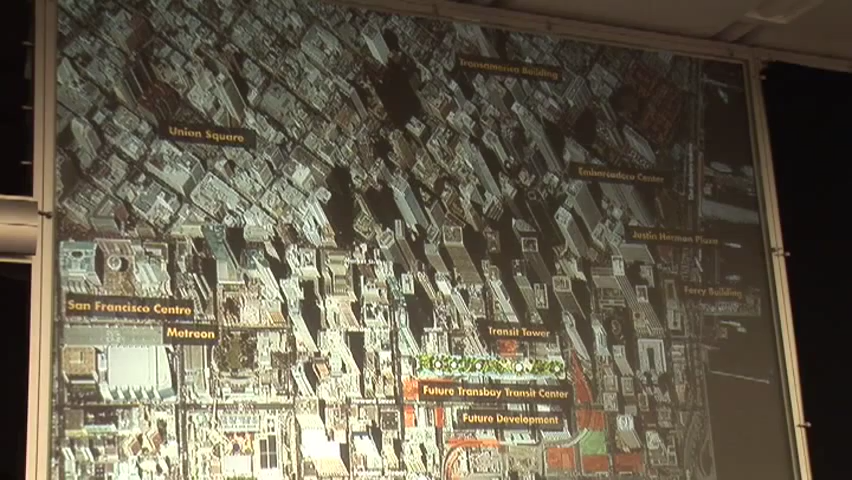 Transamerica Building
Union Square
Embarcadero Center
Justin Herman Plaza
Ferry Building
San Francisco Centre
Metreon
Transit Tower
Future Transbay Transit Center
Future Development